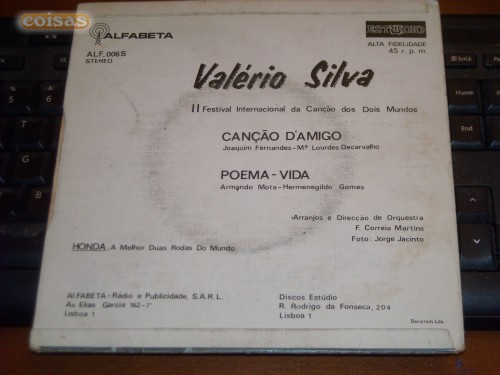 coisas
ALFABETA
ALF.006S
STEREO
ESTÚDIO
ALTA FIDELIDADE
45 r. p. m.
Valério Silva
II Festival Internacional da Canção dos Dois Mundos
CANÇÃO D'AMIGO
Joaquim Fernandes - Mª Lourdes Decarvalho
POEMA - VIDA
Armando Mota - Hermenegildo Gomes
Arranjos e Direcção de Orquestra
F. Correia Martins
Foto: Jorge Jacinto
HONDA, A Melhor Duas Rodas Do Mundo
ALFABETA - Rádio e Publicidade, S.A.R.L.
Av. Elias Garcia 162-7º
Lisboa 1
Discos Estúdio
R. Rodrigo da Fonseca, 204
Lisboa 1